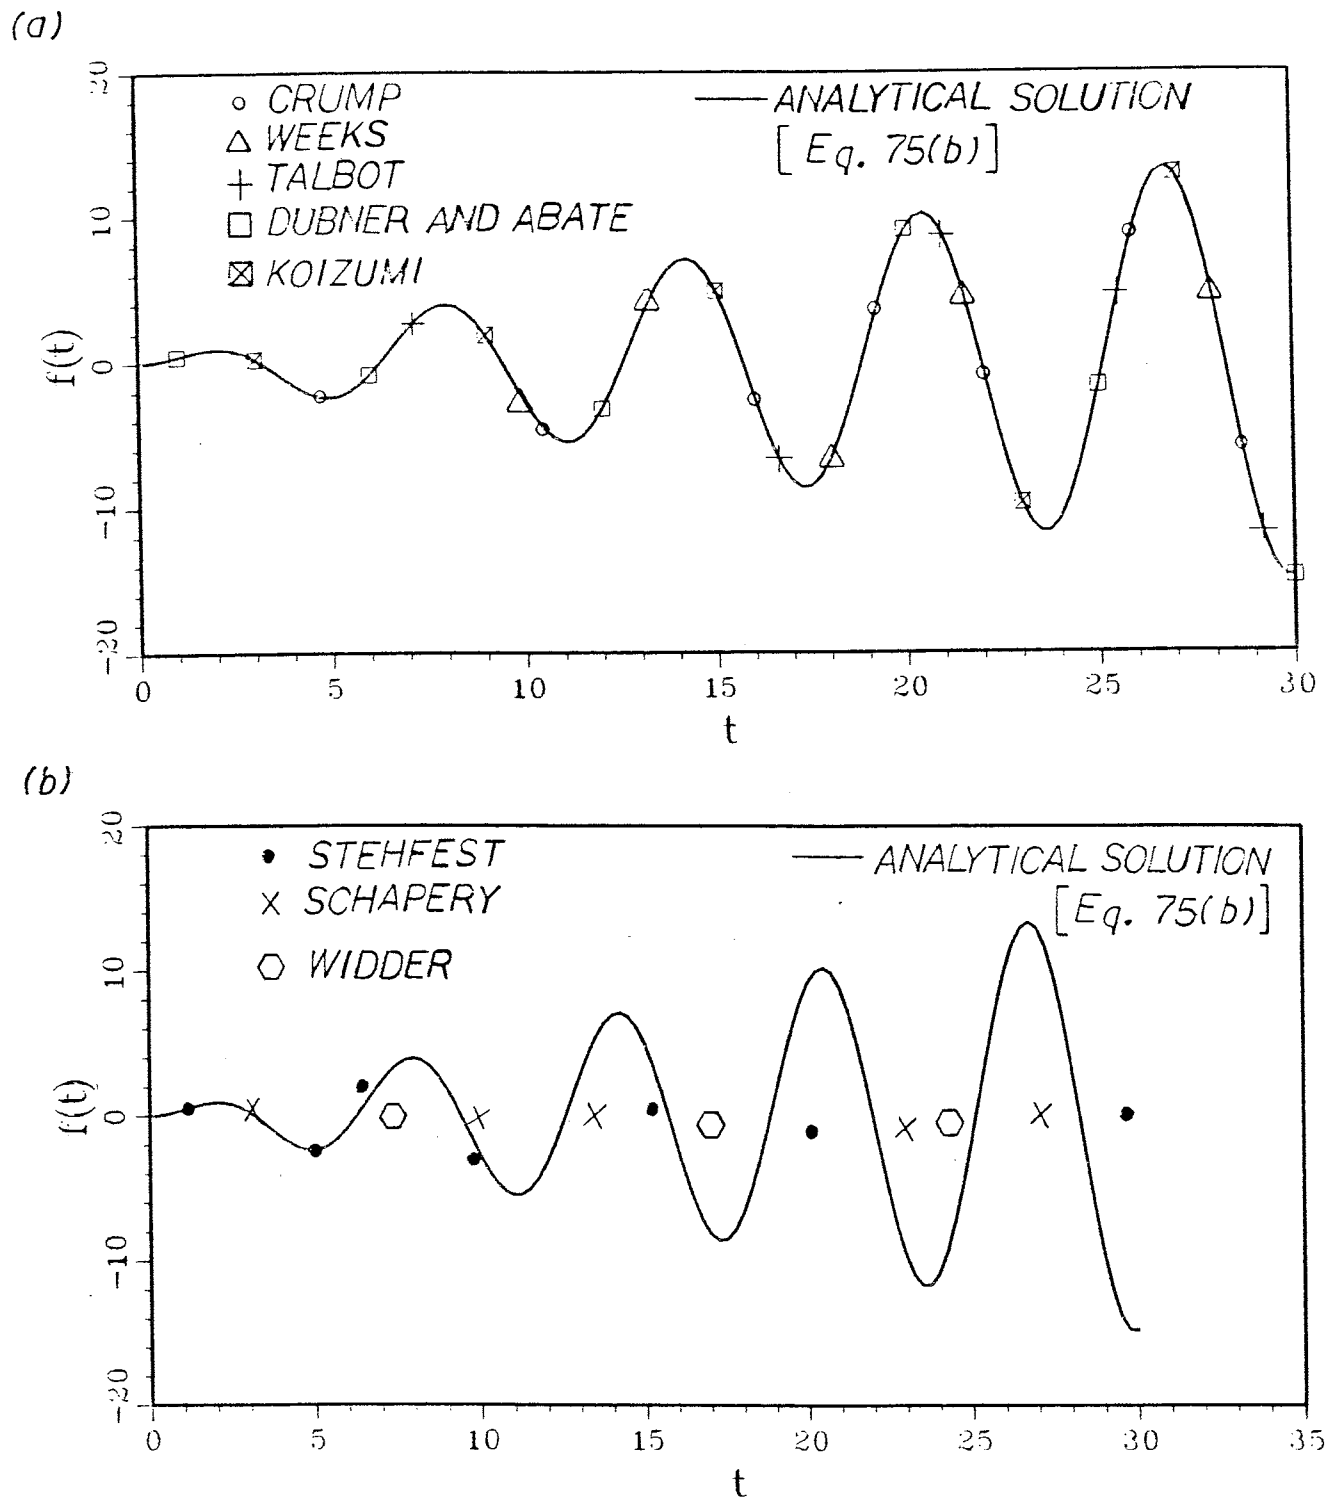 (a)
CRUMP
WEEKS
TALBOT
DUBNER AND ABATE
KOIZUMI
ANALYTICAL SOLUTION
[Eq. 75(b)]
20
10
0
-10
-20
f(t)
0 5 10 15 20 25 30
t
(b)
STEHFEST
SCHAPERY
WIDDER
ANALYTICAL SOLUTION
[Eq. 75(b)]
20
10
0
-10
-20
f(t)
0 5 10 15 20 25 30 35
t